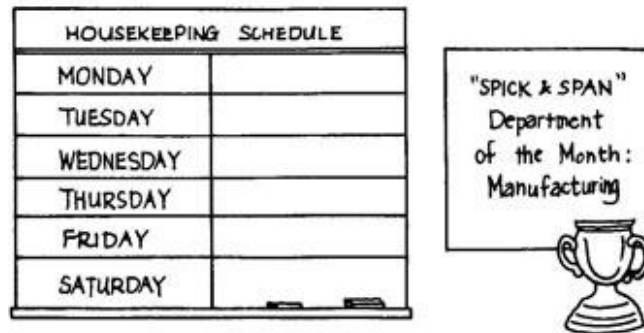 HOUSEKEEPING SCHEDULE
MONDAY
TUESDAY
WEDNESDAY
THURSDAY
FRIDAY
SATURDAY
"SPICK & SPAN"
Department
of the Month:
Manufacturing